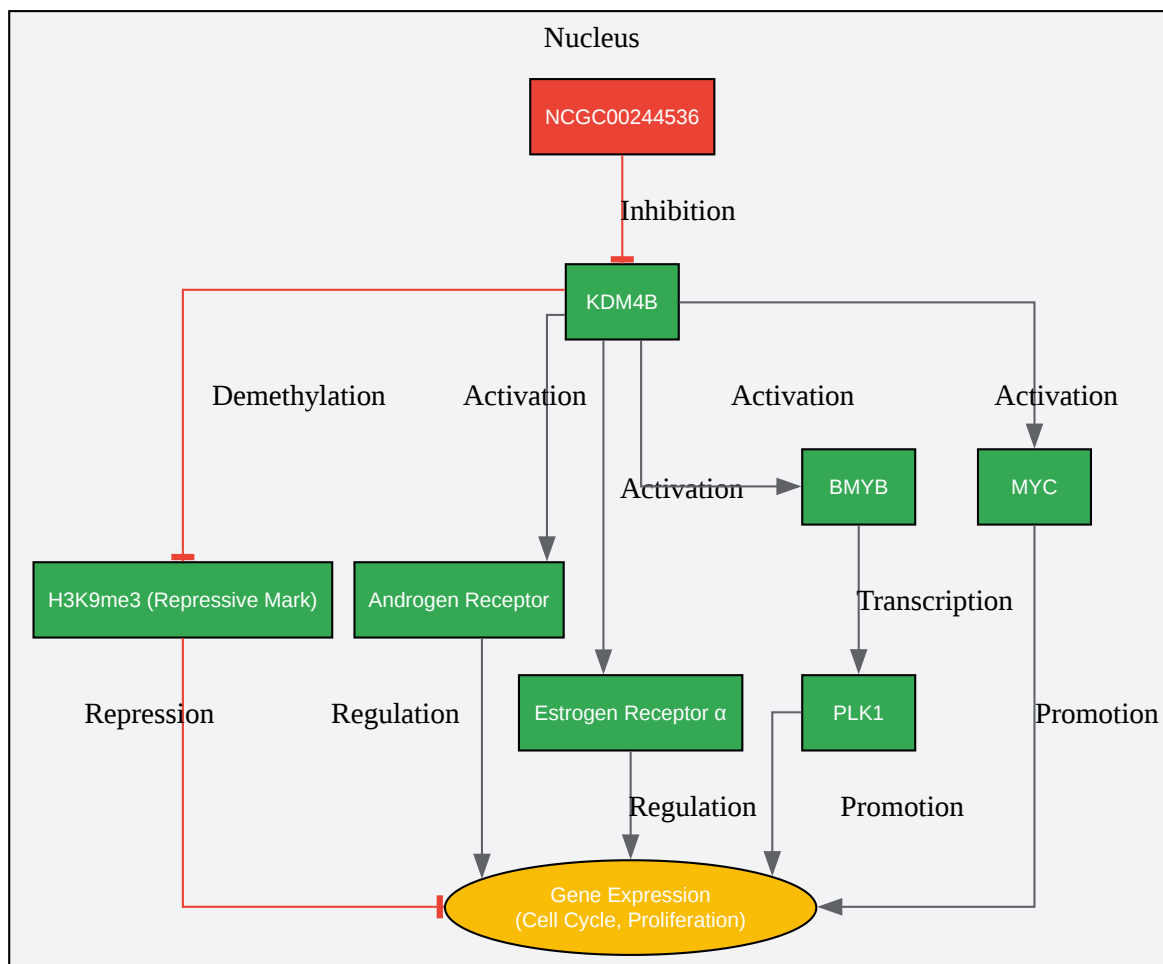 Nucleus
NCGC00244536
Inhibition
KDM4B
Demethylation
Activation
Activation
Activation
Activation
BMYB
MYC
H3K9me3 (Repressive Mark)
Androgen Receptor
Transcription
Repression
Regulation
Estrogen Receptor α
PLK1
Promotion
Regulation
Promotion
Gene Expression
(Cell Cycle, Proliferation)